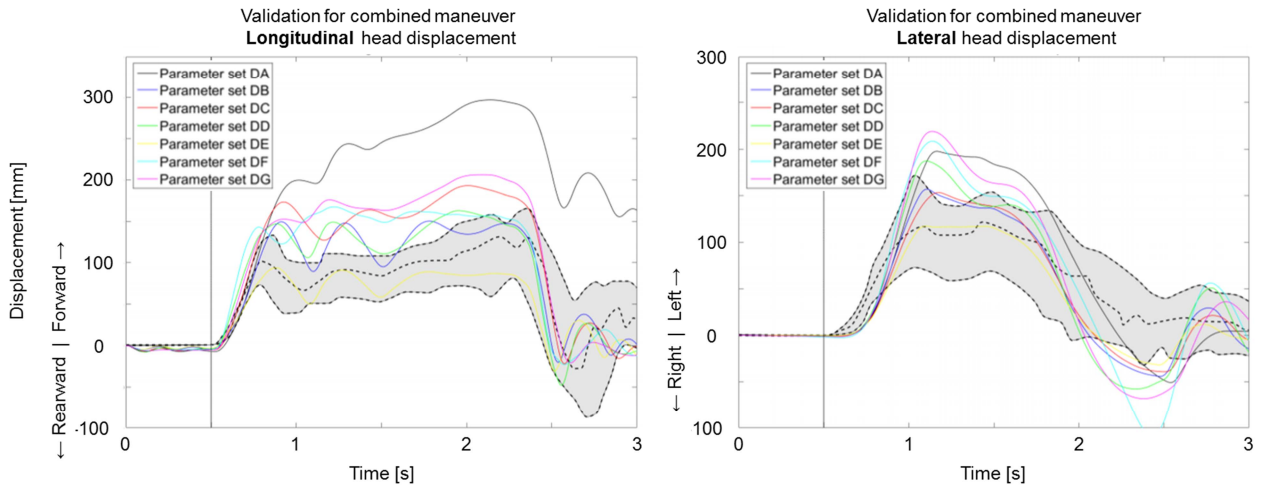 Validation for combined maneuver
Longitudinal head displacement
Parameter set DA
Parameter set DB
Parameter set DC
Parameter set DD
Parameter set DE
Parameter set DF
Parameter set DG
300
200
100
0
-100
0
1
2
3
Time [s]
Displacement [mm]
← Rearward | Forward →
Validation for combined maneuver
Lateral head displacement
Parameter set DA
Parameter set DB
Parameter set DC
Parameter set DD
Parameter set DE
Parameter set DF
Parameter set DG
300
200
100
0
100
0
1
2
3
Time [s]
← Right | Left →